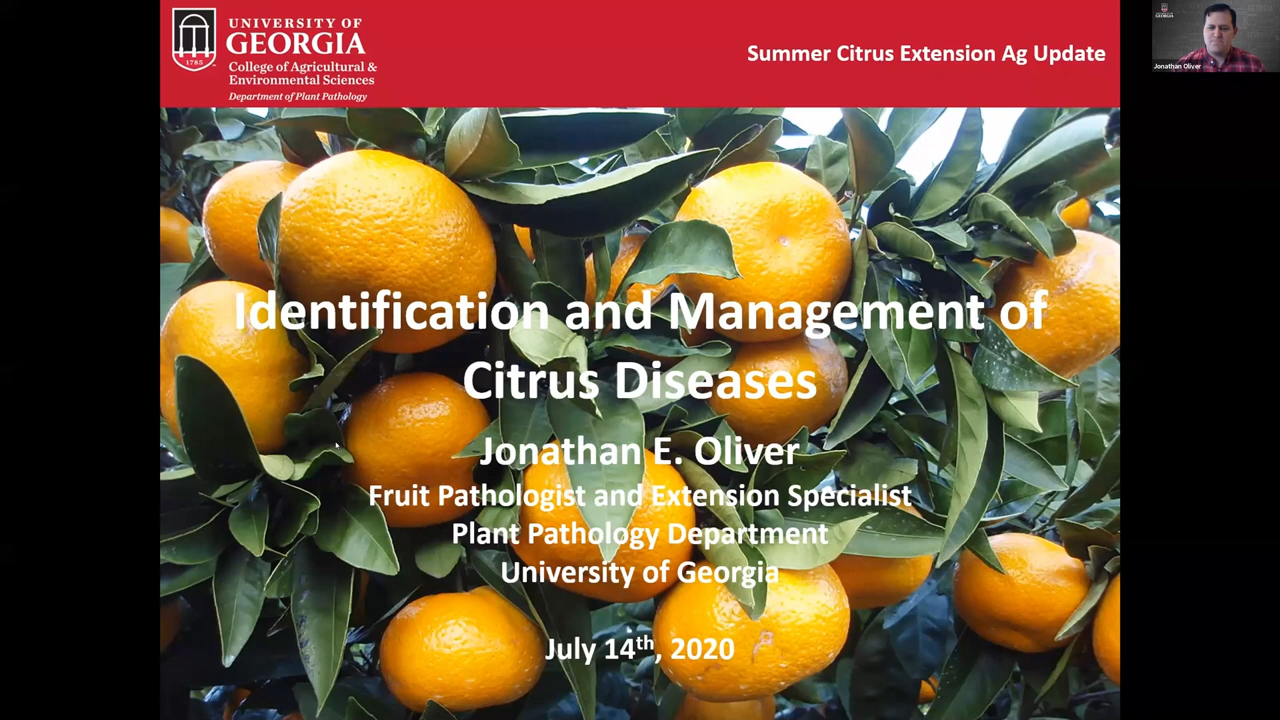 UNIVERSITY OF
GEORGIA
College of Agricultural &
Environmental Sciences
Department of Plant Pathology
1785
Summer Citrus Extension Ag Update
Identification and Management of
Citrus Diseases
Jonathan E. Oliver
Fruit Pathologist and Extension Specialist
Plant Pathology Department
University of Georgia
July 14th, 2020
Jonathan Oliver